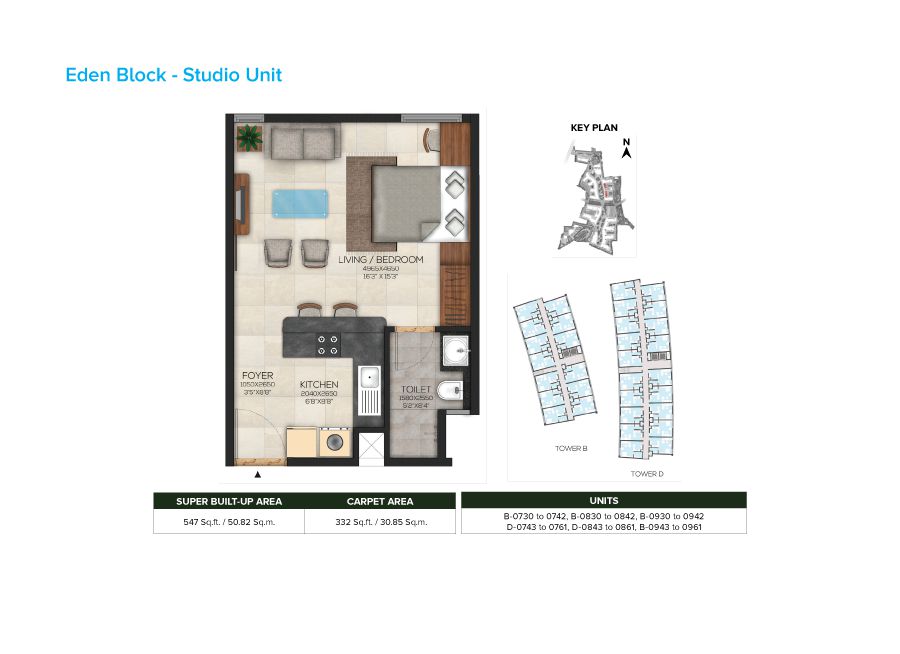 Eden Block - Studio Unit
KEY PLAN
N
LIVING / BEDROOM
4965X4650
16'3" X 15'3"
FOYER
1050X2650
3'5"X8'8"
KITCHEN
2040X2650
6'8"X8'8"
TOILET
1580X2550
5'2"X8'4"
TOWER B
TOWER D
SUPER BUILT-UP AREA
CARPET AREA
UNITS
547 Sq.ft. / 50.82 Sq.m.
332 Sq.ft. / 30.85 Sq.m.
B-0730 to 0742, B-0830 to 0842, B-0930 to 0942
D-0743 to 0761, D-0843 to 0861, B-0943 to 0961